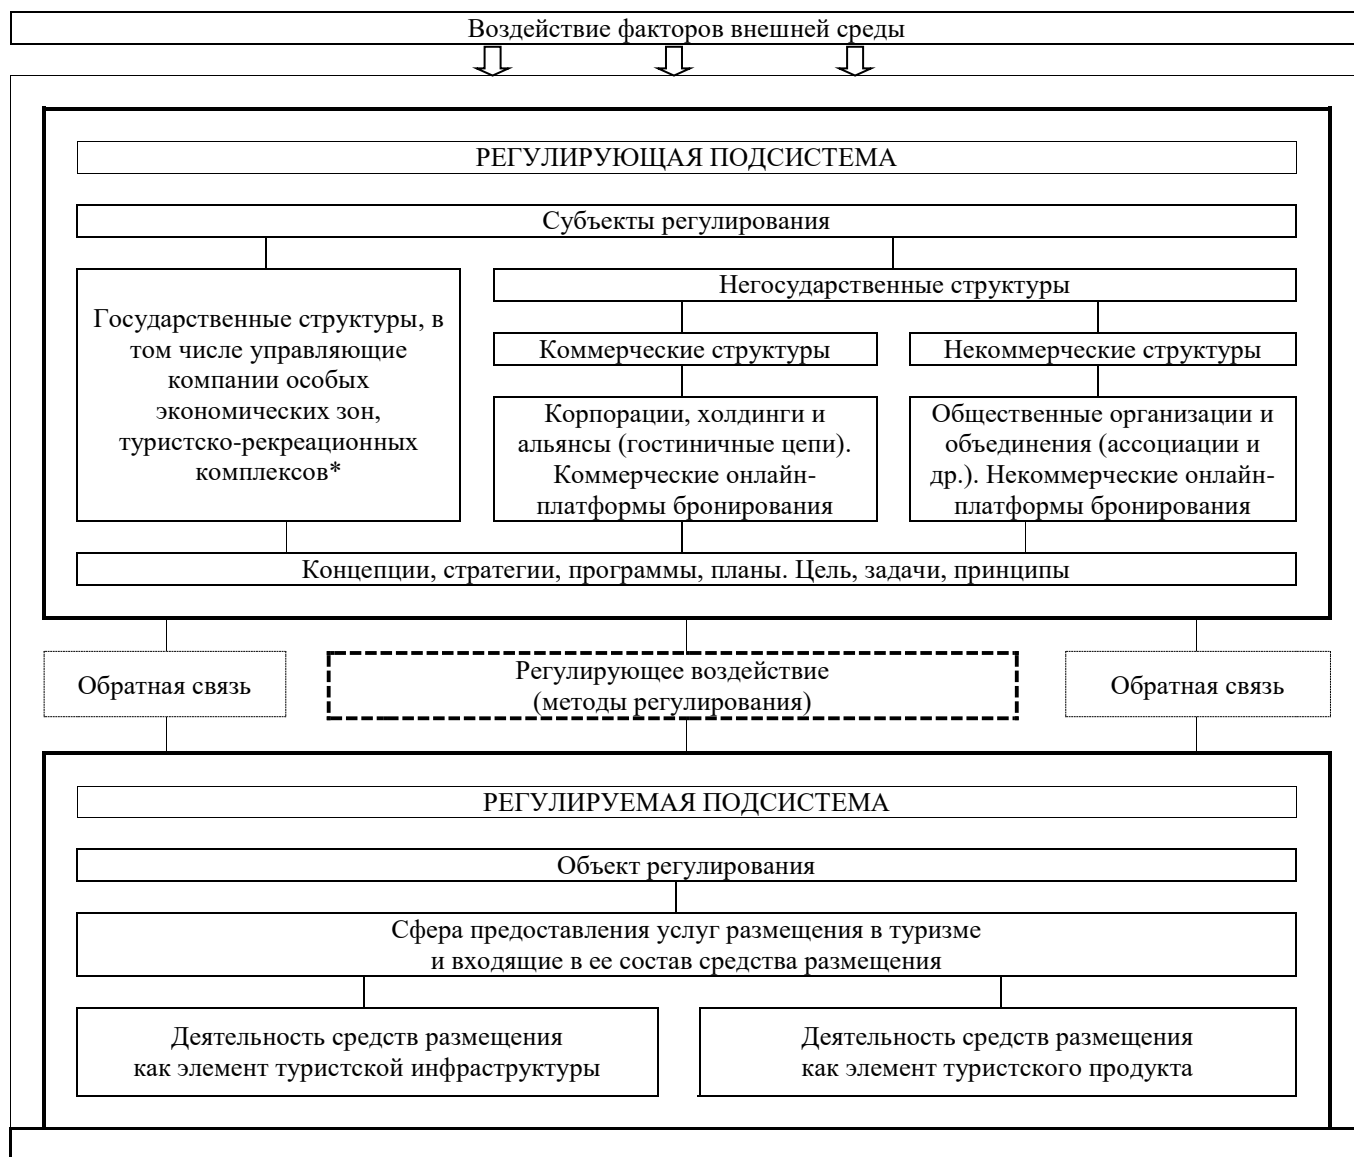 Воздействие факторов внешней среды
РЕГУЛИРУЮЩАЯ ПОДСИСТЕМА
Субъекты регулирования
Государственные структуры, в
том числе управляющие
компании особых
экономических зон,
туристско-рекреационных
комплексов*
Негосударственные структуры
Коммерческие структуры
Некоммерческие структуры
Корпорации, холдинги и
альянсы (гостиничные цепи).
Коммерческие онлайн-
платформы бронирования
Общественные организации и
объединения (ассоциации и
др.). Некоммерческие онлайн-
платформы бронирования
Концепции, стратегии, программы, планы. Цель, задачи, принципы
Обратная связь
Регулирующее воздействие
(методы регулирования)
Обратная связь
РЕГУЛИРУЕМАЯ ПОДСИСТЕМА
Объект регулирования
Сфера предоставления услуг размещения в туризме
и входящие в ее состав средства размещения
Деятельность средств размещения
как элемент туристской инфраструктуры
Деятельность средств размещения
как элемент туристского продукта